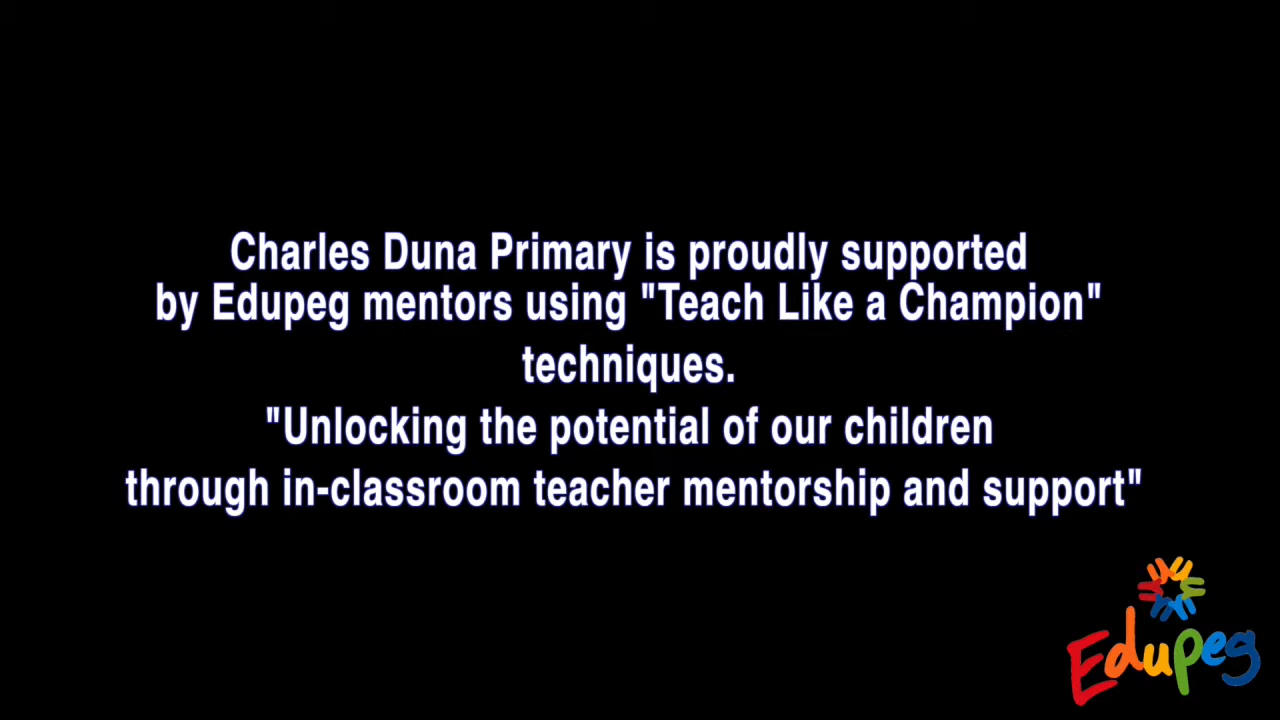 Charles Duna Primary is proudly supported
by Edupeg mentors using "Teach Like a Champion"
techniques.
"Unlocking the potential of our children
through in-classroom teacher mentorship and support"
Edupeg